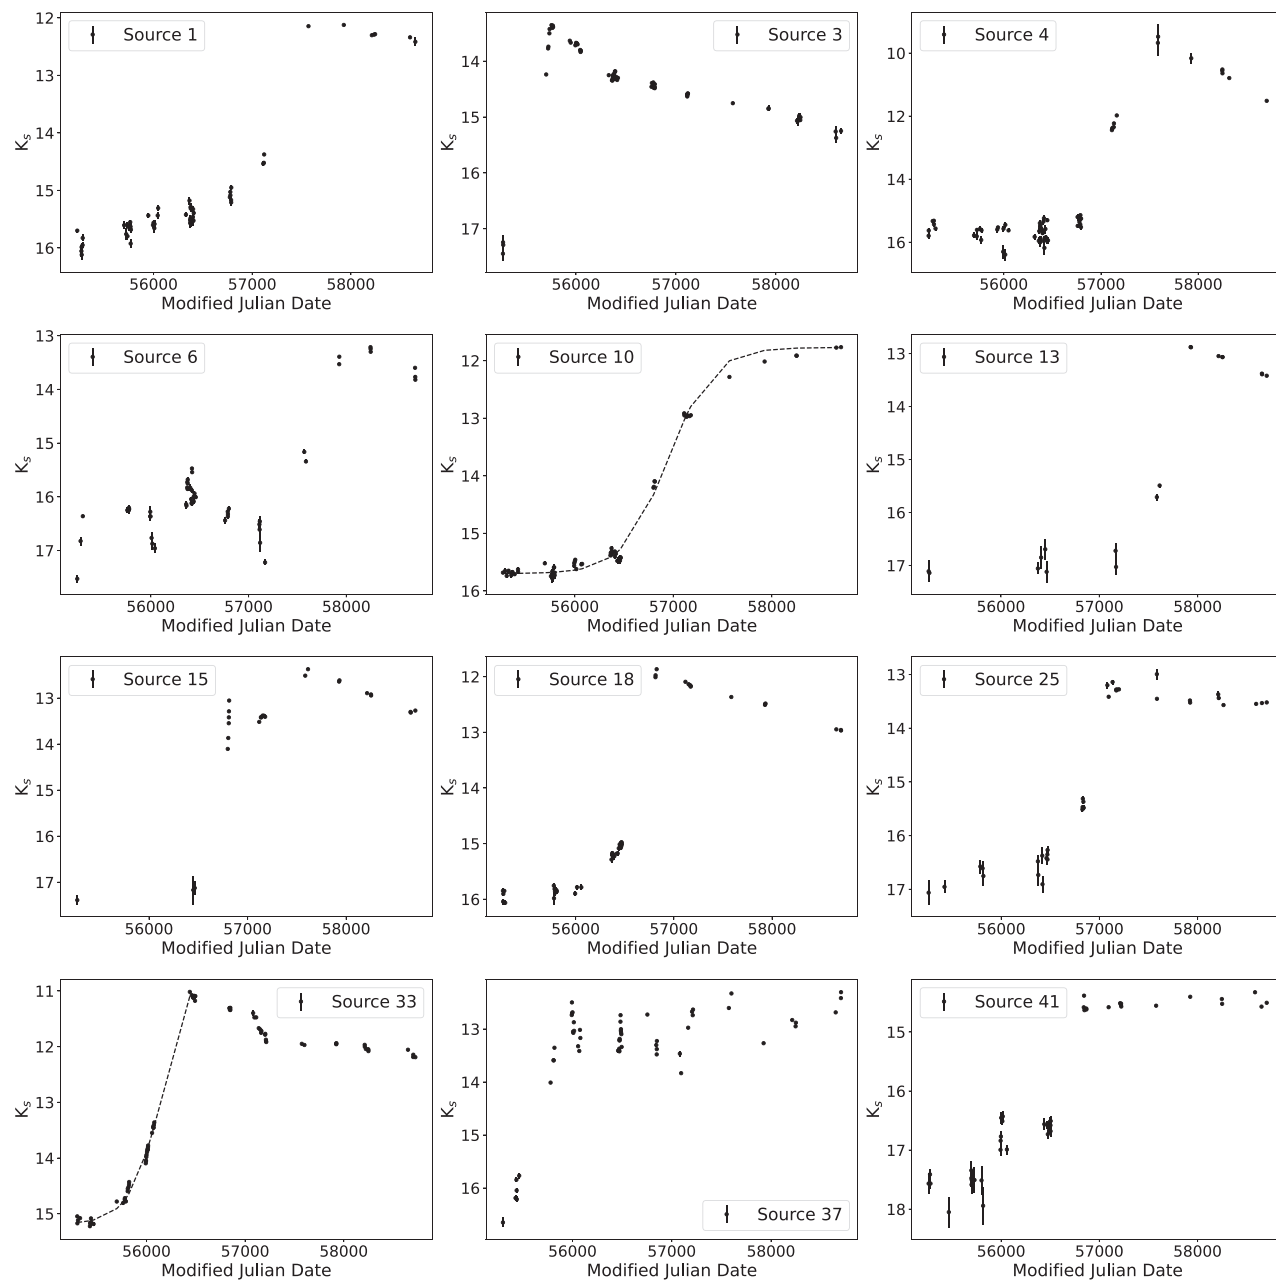 Source 1
K_s
12
13
14
15
16
56000 57000 58000
Modified Julian Date
Source 3
K_s
14
15
16
17
56000 57000 58000
Modified Julian Date
Source 4
K_s
10
12
14
16
56000 57000 58000
Modified Julian Date
Source 6
K_s
13
14
15
16
17
56000 57000 58000
Modified Julian Date
Source 10
K_s
12
13
14
15
16
56000 57000 58000
Modified Julian Date
Source 13
K_s
13
14
15
16
17
56000 57000 58000
Modified Julian Date
Source 15
K_s
13
14
15
16
17
56000 57000 58000
Modified Julian Date
Source 18
K_s
12
13
14
15
16
56000 57000 58000
Modified Julian Date
Source 25
K_s
13
14
15
16
17
56000 57000 58000
Modified Julian Date
Source 33
K_s
11
12
13
14
15
56000 57000 58000
Modified Julian Date
Source 37
K_s
13
14
15
16
56000 57000 58000
Modified Julian Date
Source 41
K_s
15
16
17
18
56000 57000 58000
Modified Julian Date